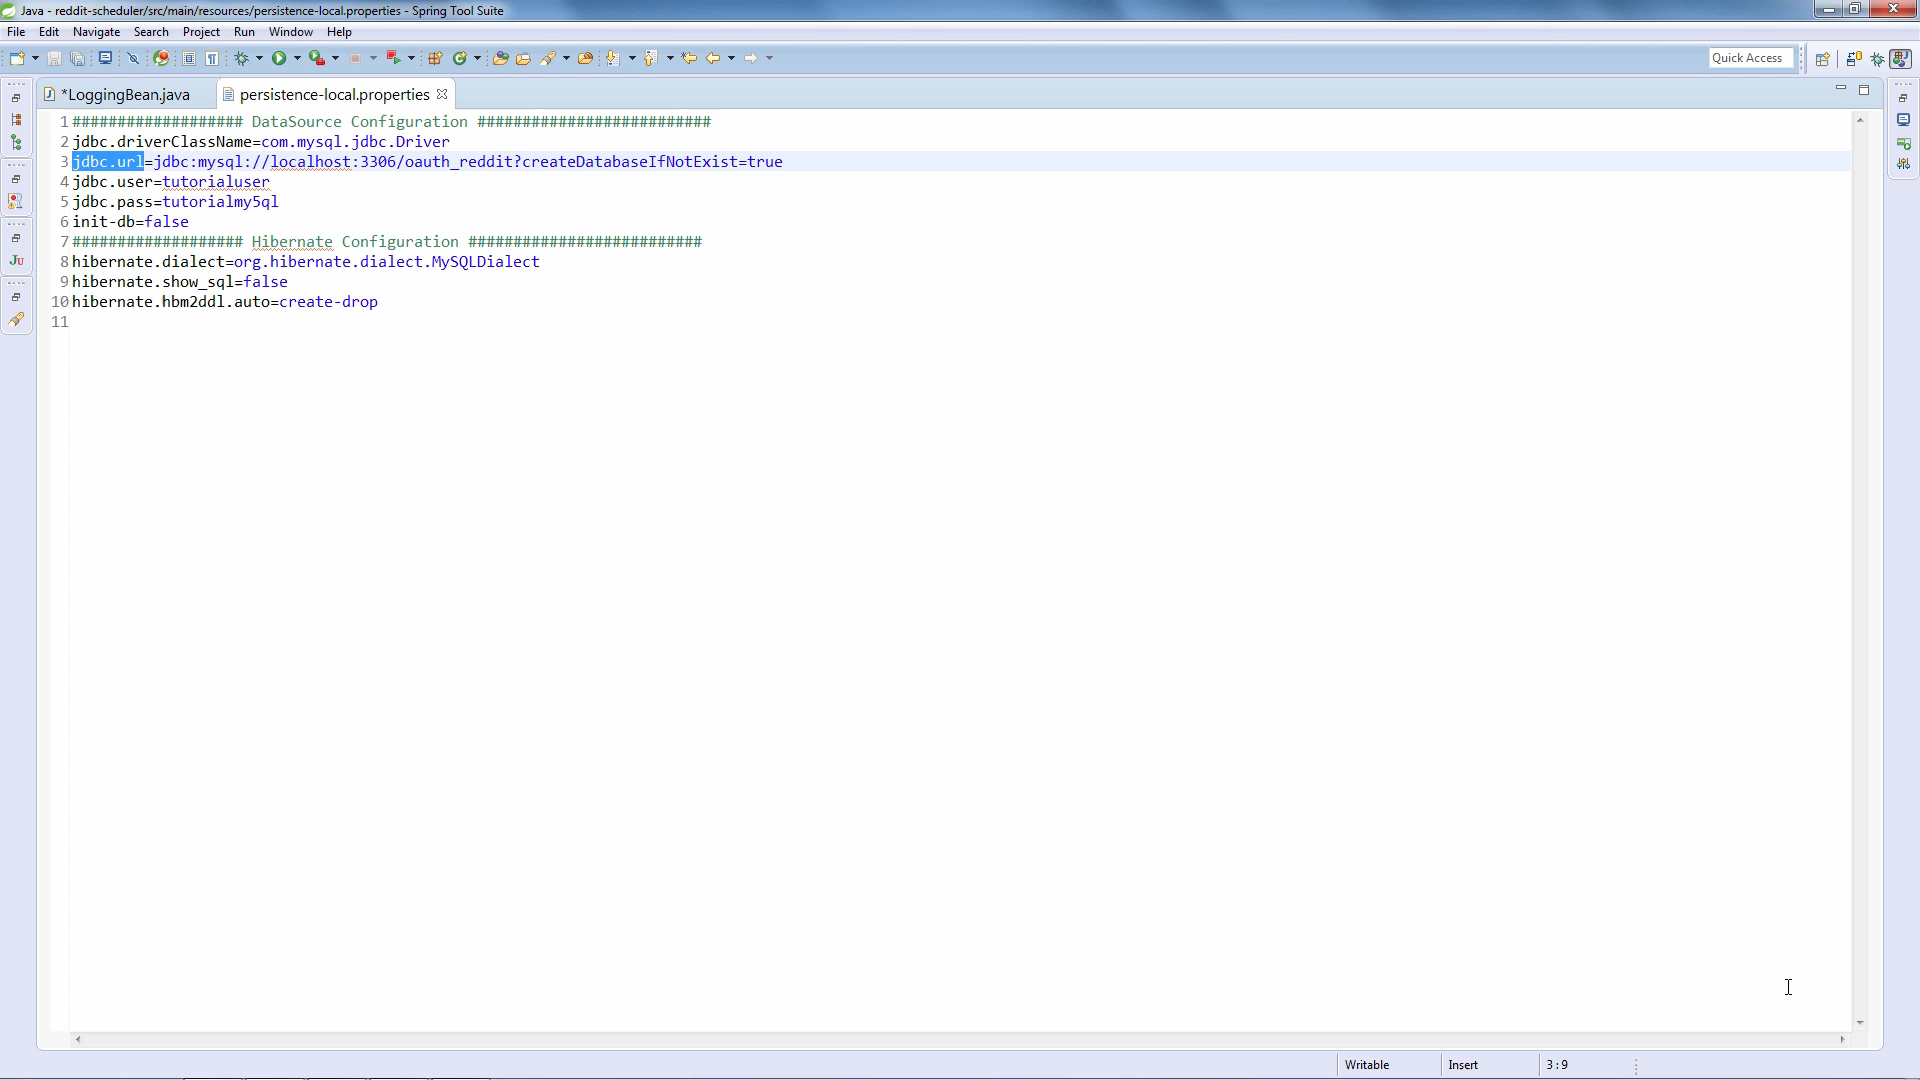 Java - reddit-scheduler/src/main/resources/persistence-local.properties - Spring Tool Suite
File Edit Navigate Search Project Run Window Help
Quick Access
*LoggingBean.java persistence-local.properties
1 ################### DataSource Configuration ##########################
2 jdbc.driverClassName=com.mysql.jdbc.Driver
3 jdbc.url=jdbc:mysql://localhost:3306/oauth_reddit?createDatabaseIfNotExist=true
4 jdbc.user=tutorialuser
5 jdbc.pass=tutorialmy5ql
6 init-db=false
7 ################### Hibernate Configuration ##########################
8 hibernate.dialect=org.hibernate.dialect.MySQLDialect
9 hibernate.show_sql=false
10 hibernate.hbm2ddl.auto=create-drop
11
Writable Insert 3 : 9